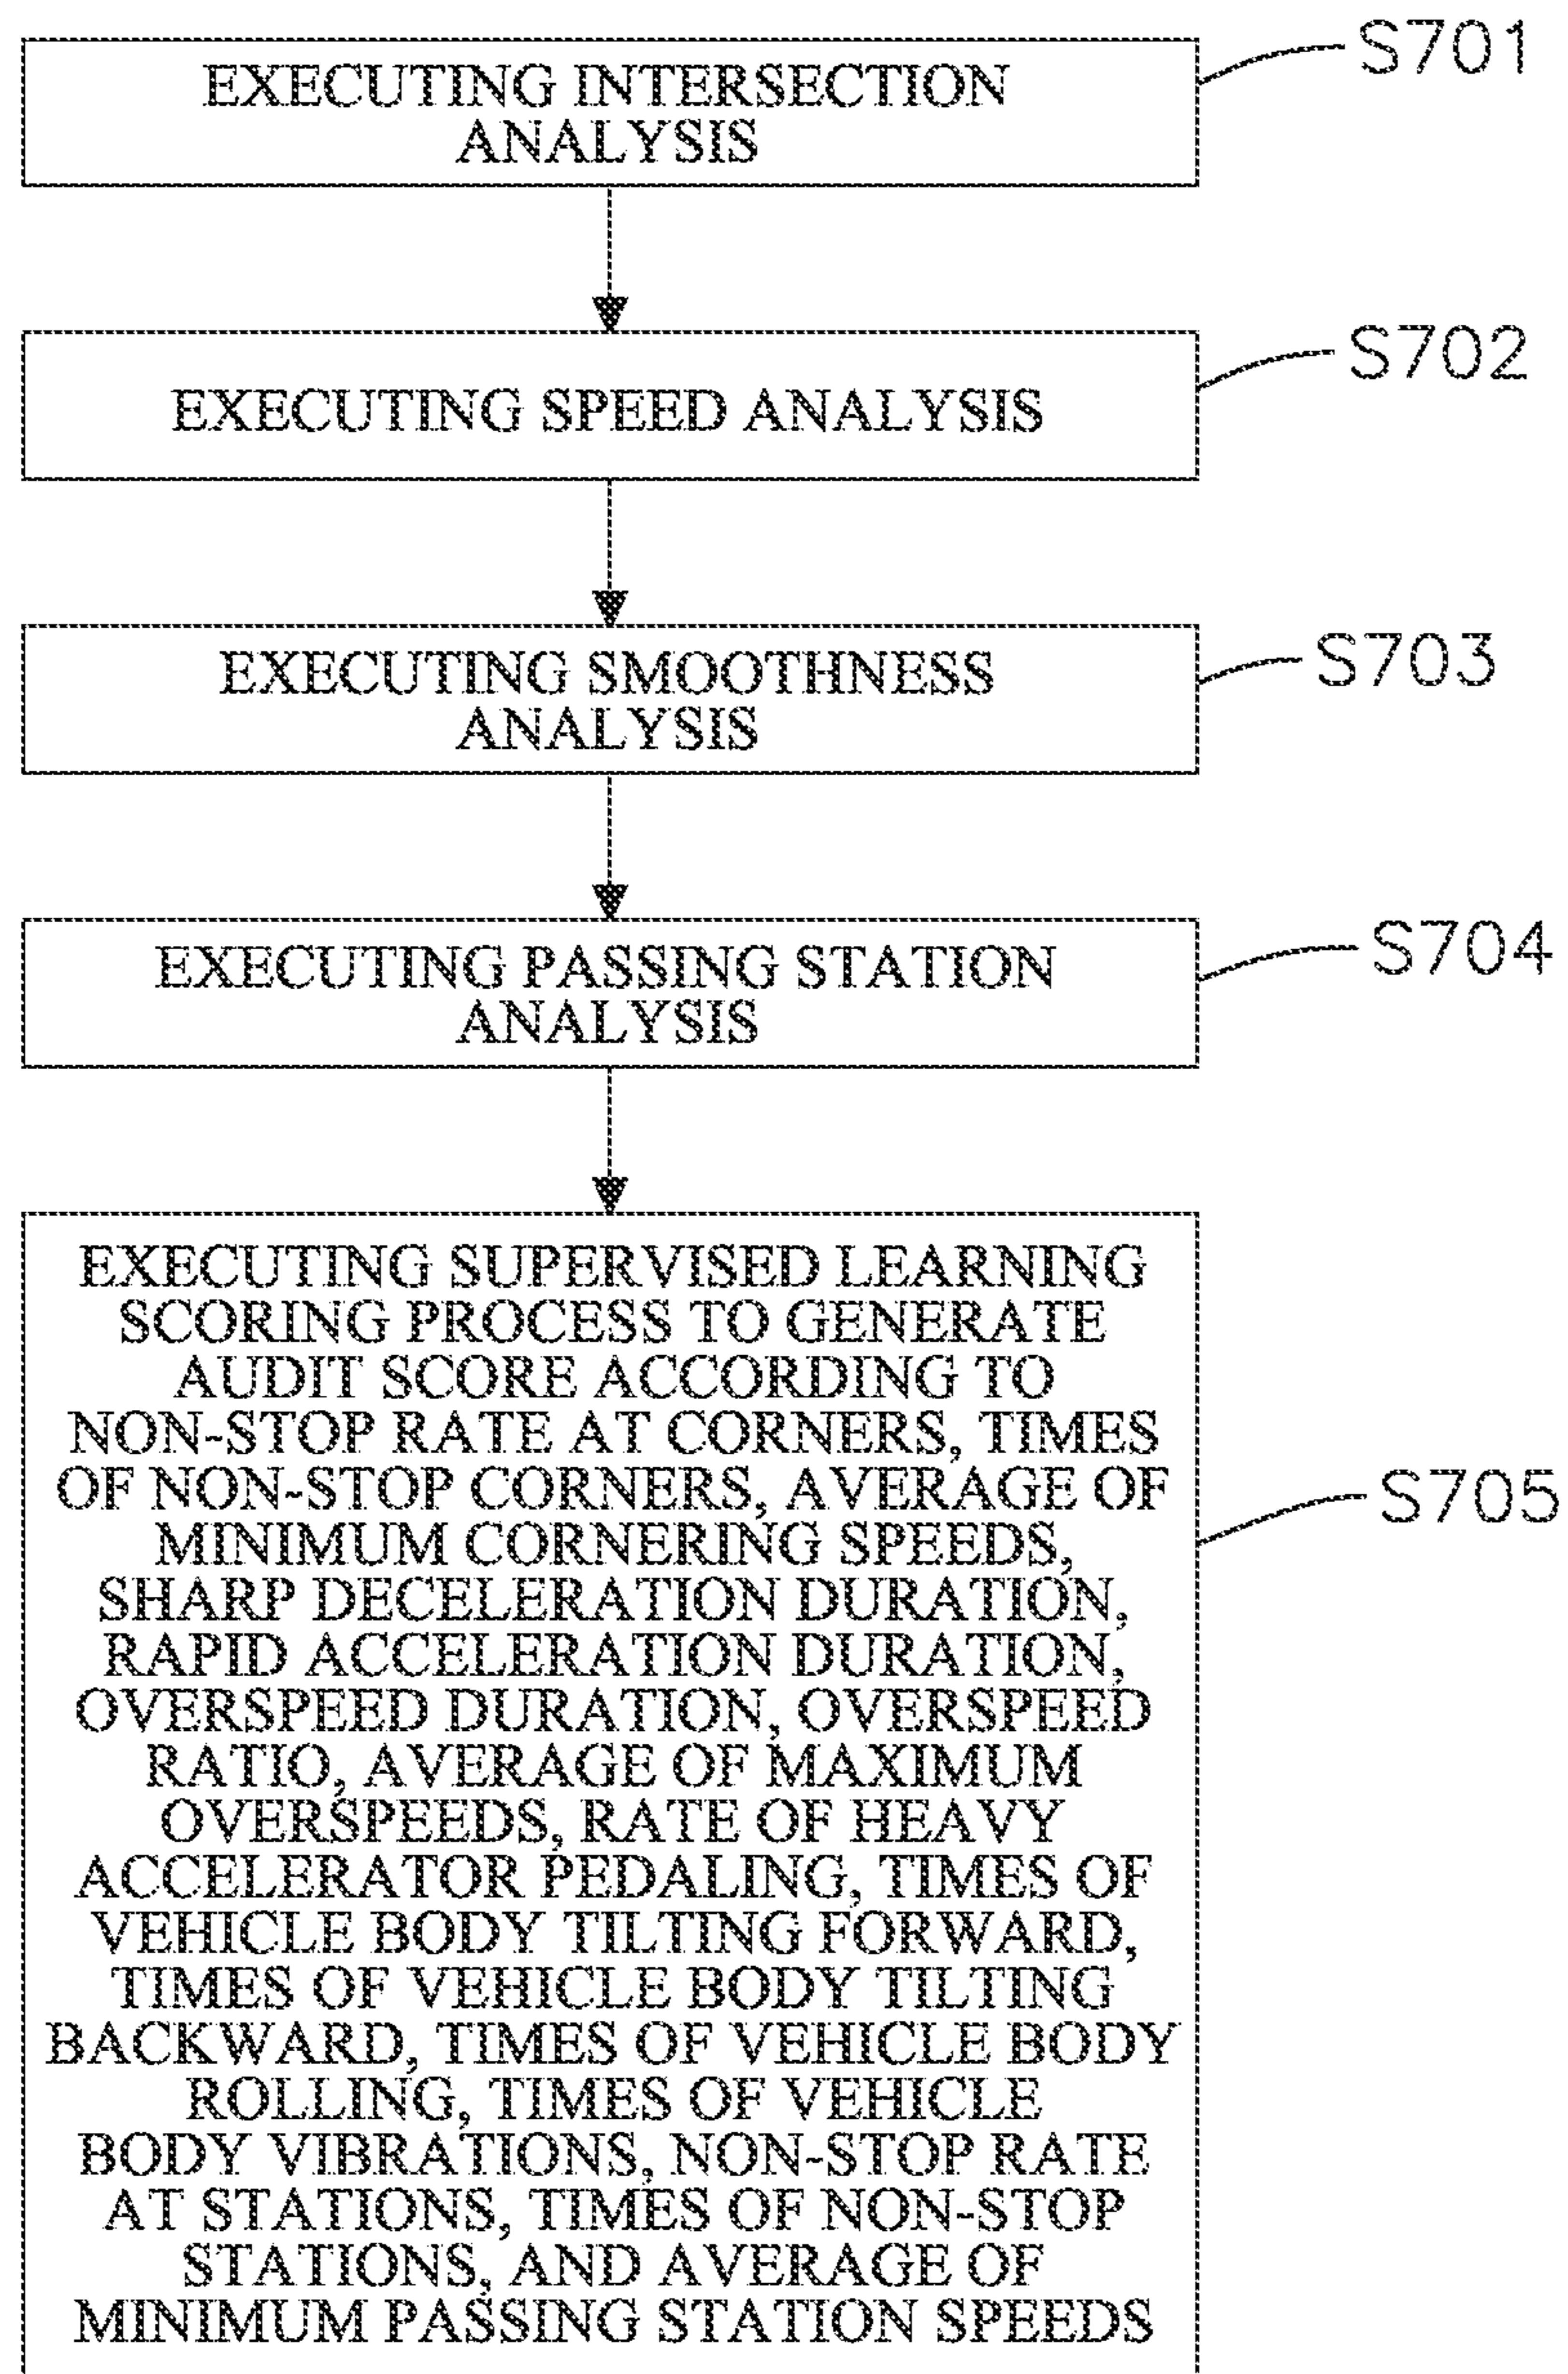 EXECUTING INTERSECTION
ANALYSIS
S701
EXECUTING SPEED ANALYSIS
S702
EXECUTING SMOOTHNESS
ANALYSIS
S703
EXECUTING PASSING STATION
ANALYSIS
S704
EXECUTING SUPERVISED LEARNING
SCORING PROCESS TO GENERATE
AUDIT SCORE ACCORDING TO
NON-STOP RATE AT CORNERS, TIMES
OF NON-STOP CORNERS, AVERAGE OF
MINIMUM CORNERING SPEEDS,
SHARP DECELERATION DURATION,
RAPID ACCELERATION DURATION,
OVERSPEED DURATION, OVERSPEED
RATIO, AVERAGE OF MAXIMUM
OVERSPEEDS, RATE OF HEAVY
ACCELERATOR PEDALING, TIMES OF
VEHICLE BODY TILTING FORWARD,
TIMES OF VEHICLE BODY TILTING
BACKWARD, TIMES OF VEHICLE BODY
ROLLING, TIMES OF VEHICLE
BODY VIBRATIONS, NON-STOP RATE
AT STATIONS, TIMES OF NON-STOP
STATIONS, AND AVERAGE OF
MINIMUM PASSING STATION SPEEDS
S705